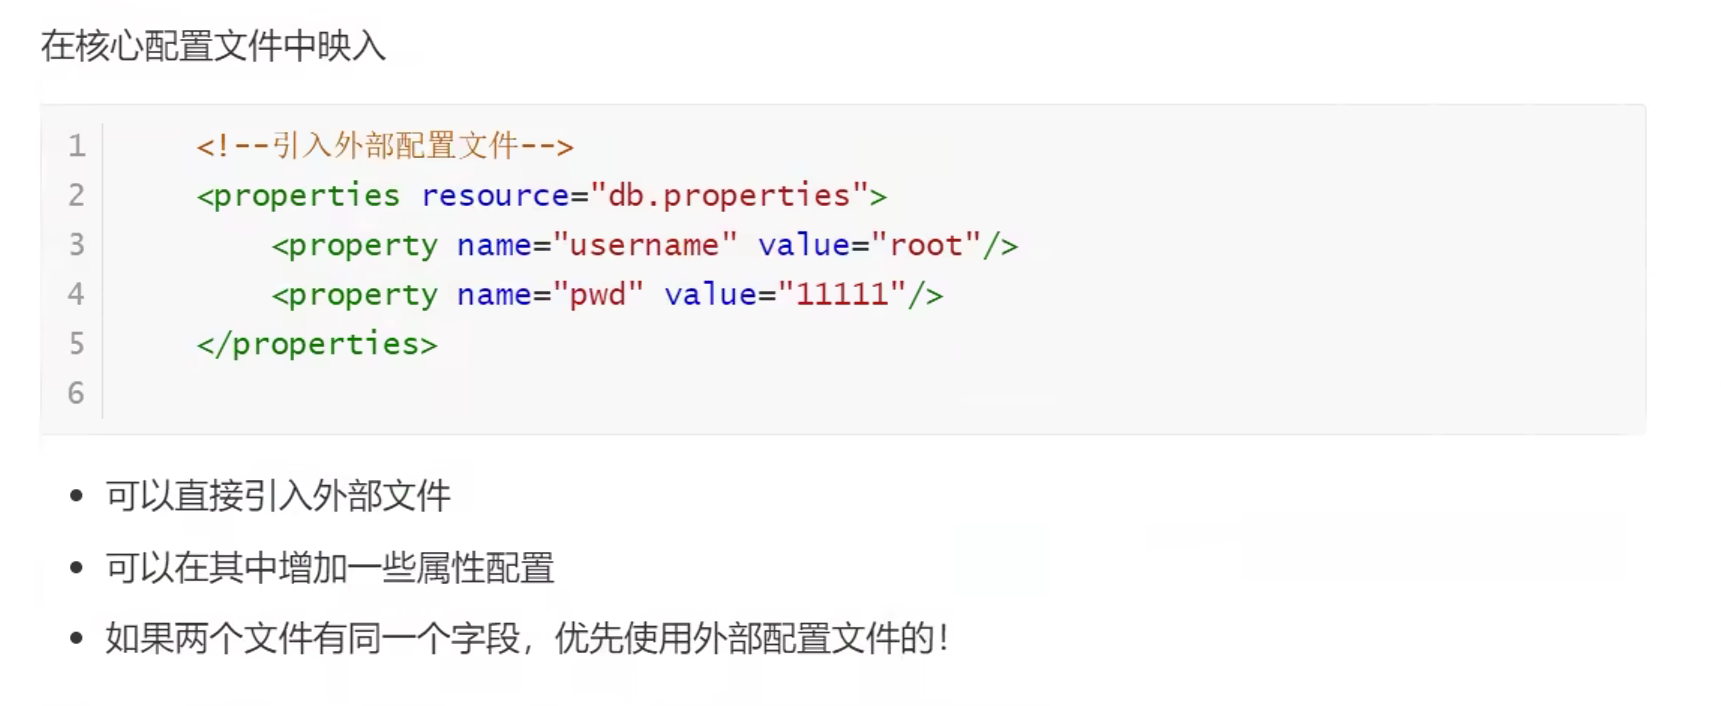 在核心配置文件中映入
1 <!--引入外部配置文件-->
2 <properties resource="db.properties">
3 <property name="username" value="root"/>
4 <property name="pwd" value="11111"/>
5 </properties>
6
• 可以直接引入外部文件
• 可以在其中增加一些属性配置
• 如果两个文件有同一个字段，优先使用外部配置文件的！